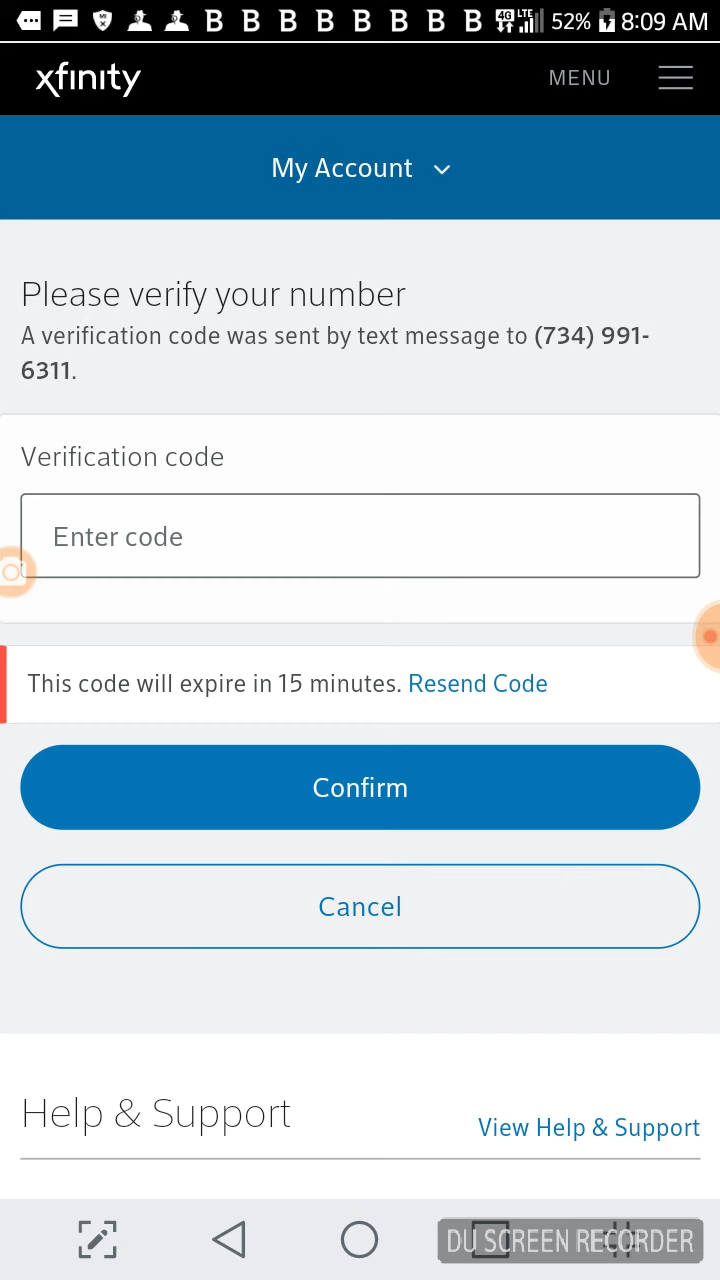 B B B B B B B B 4G LTE 52% 8:09 AM
xfinity MENU
My Account
Please verify your number
A verification code was sent by text message to (734) 991-
6311.
Verification code
Enter code
This code will expire in 15 minutes. Resend Code
Confirm
Cancel
Help & Support
View Help & Support
DU SCREEN RECORDER